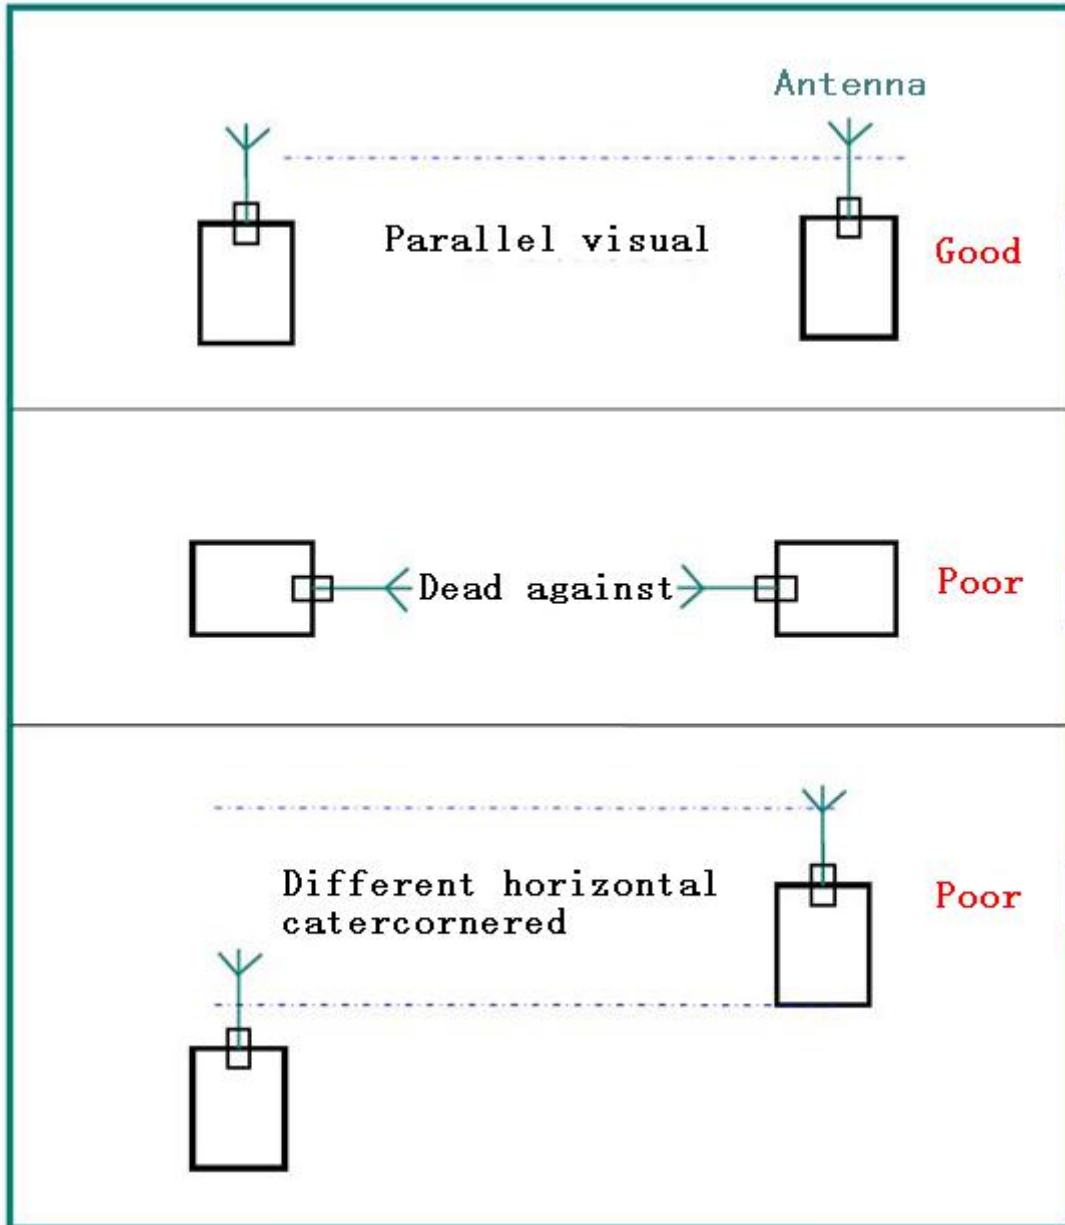 Antenna
Parallel visual
Good
Dead against
Poor
Different horizontal
catercornered
Poor